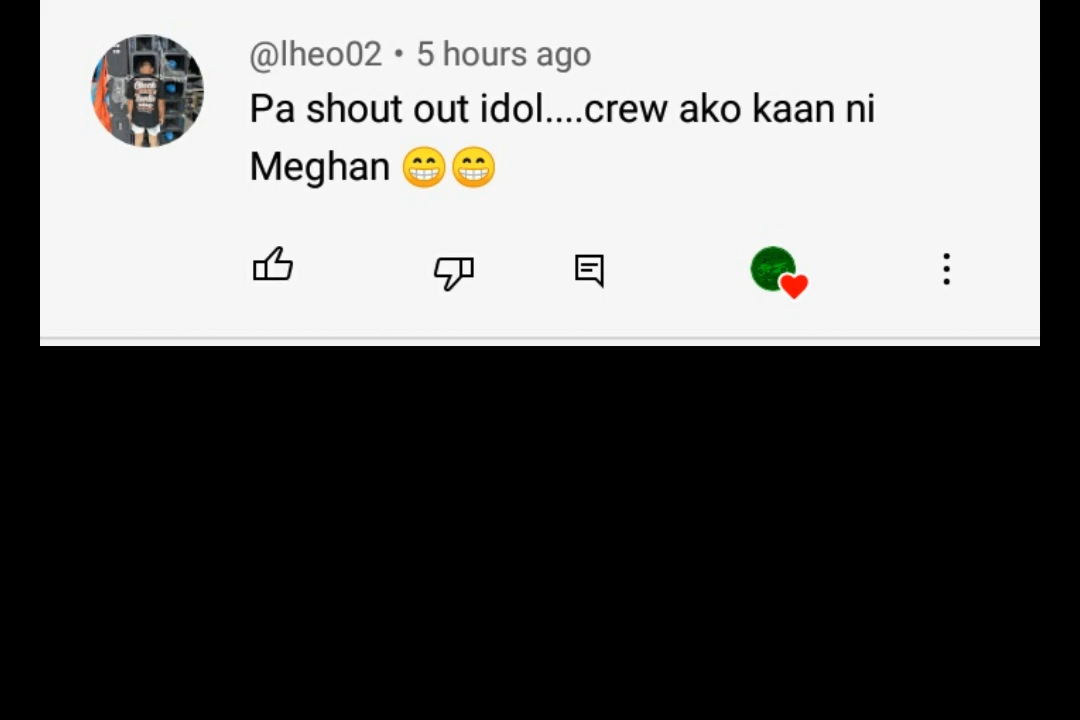 @lheo02 • 5 hours ago
Pa shout out idol....crew ako kaan ni
Meghan 😁😁